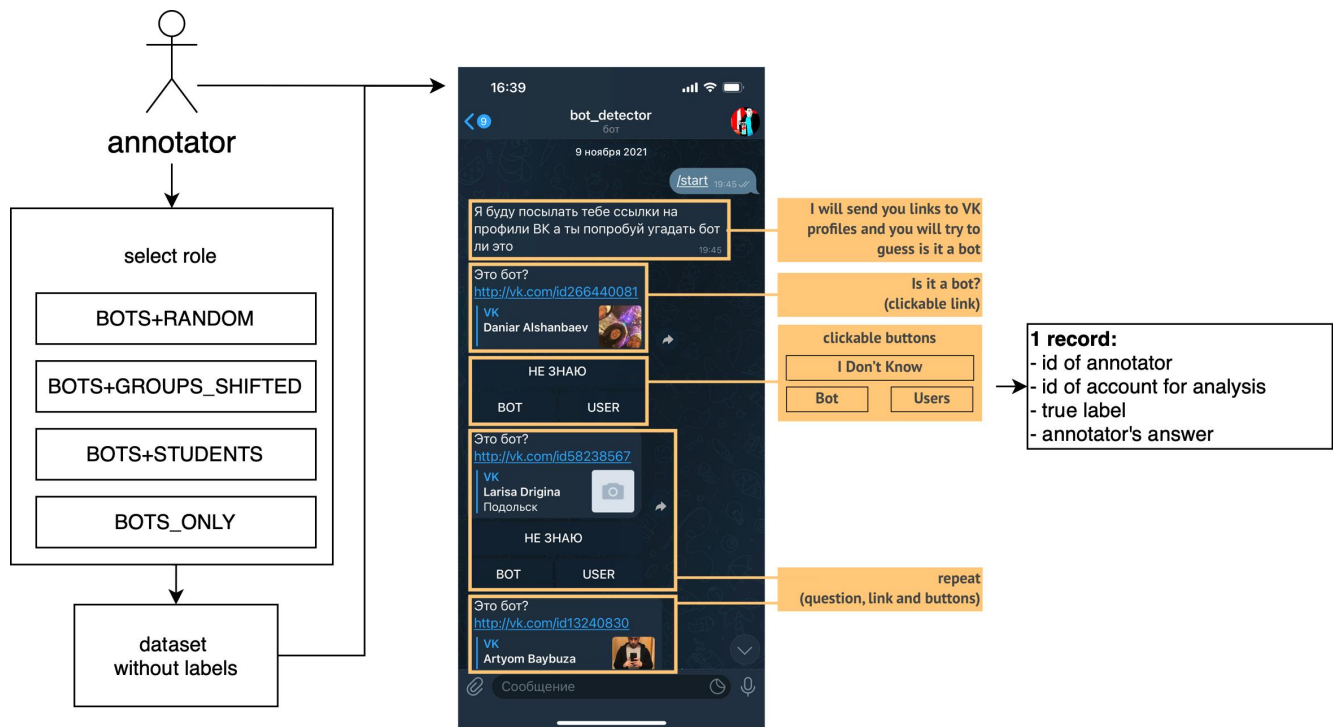 annotator
select role
BOTS+RANDOM
BOTS+GROUPS_SHIFTED
BOTS+STUDENTS
BOTS_ONLY
dataset
without labels
16:39
9
bot_detector
бот
9 ноября 2021
/start 19:45
Я буду посылать тебе ссылки на
профили ВК а ты попробуй угадать бот
ли это
19:45
Это бот?
http://vk.com/id266440081
VK
Daniar Alshanbaev
НЕ ЗНАЮ
BOT USER
Это бот?
http://vk.com/id58238567
VK
Larisa Drigina
Подольск
НЕ ЗНАЮ
BOT USER
Это бот?
http://vk.com/id13240830
VK
Artyom Baybuza
Сообщение
I will send you links to VK
profiles and you will try to
guess is it a bot
Is it a bot?
(clickable link)
clickable buttons
I Don't Know
Bot Users
repeat
(question, link and buttons)
1 record:
- id of annotator
- id of account for analysis
- true label
- annotator's answer